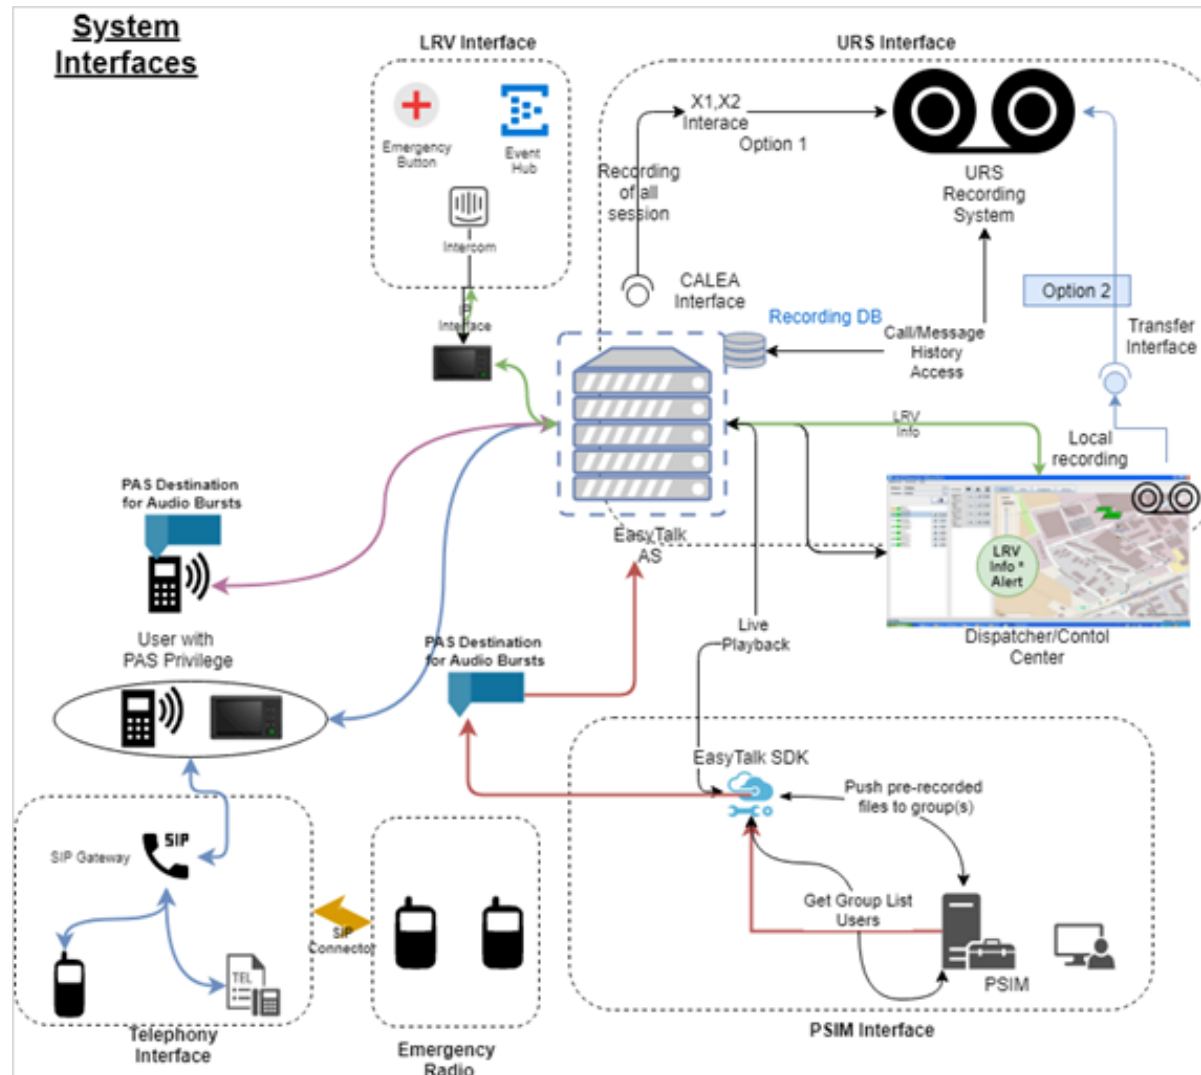 System
Interfaces
LRV Interface
Emergency
Button
Event
Hub
Intercom
IP
Interface
URS Interface
X1,X2
Interace
Option 1
Recording
of all
session
URS
Recording
System
CALEA
Interface
Recording DB
Call/Message
History
Access
Option 2
Transfer
Interface
LRV
Info
Local
recording
EasyTalk
AS
LRV
Info *
Alert
Dispatcher/Contol
Center
PAS Destination
for Audio Bursts
User with
PAS Privilege
PAS Destination
for Audio Bursts
Live
Playback
EasyTalk SDK
Push pre-recorded
files to group(s)
Get Group List
Users
PSIM
PSIM Interface
SIP
SIP Gateway
TEL
Telephony
Interface
SIP
Connector
Emergency
Radio